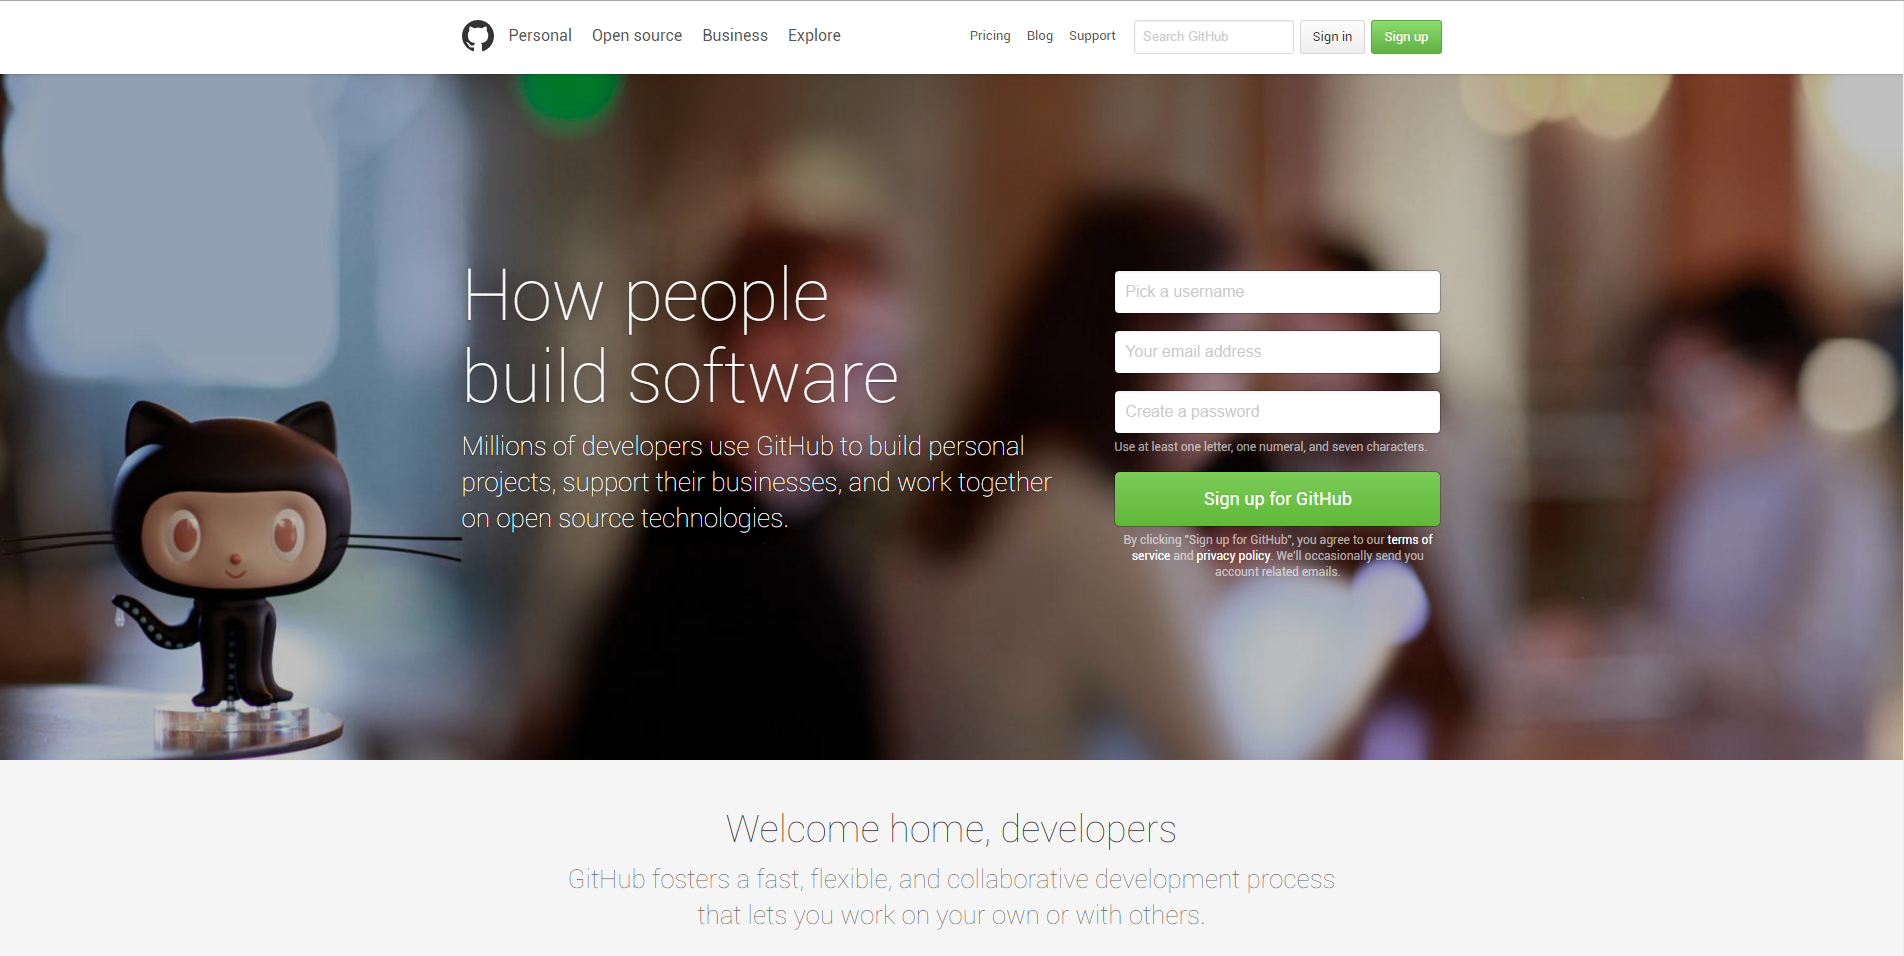 Personal Open source Business Explore Pricing Blog Support Search GitHub Sign in Sign up
How people
build software
Millions of developers use GitHub to build personal
projects, support their businesses, and work together
on open source technologies.
Pick a username
Your email address
Create a password
Use at least one letter, one numeral, and seven characters.
Sign up for GitHub
By clicking "Sign up for GitHub", you agree to our terms of
service and privacy policy. We'll occasionally send you
account related emails.
Welcome home, developers
GitHub fosters a fast, flexible, and collaborative development process
that lets you work on your own or with others.